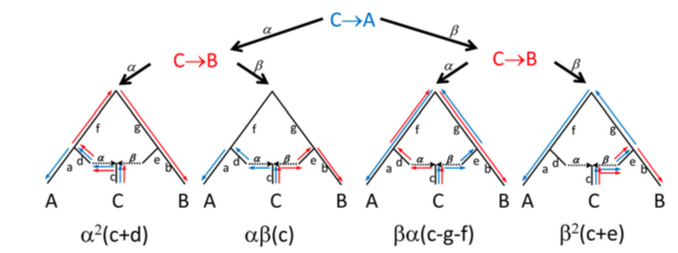 C→A
α
β
C→B
C→B
α
β
α
β
f g f g f g f g
a d α β e b a d α β e b a d α β e b a d α β e b
c c c c
A C B A C B A C B A C B
α²(c+d) αβ(c) βα(c-g-f) β²(c+e)